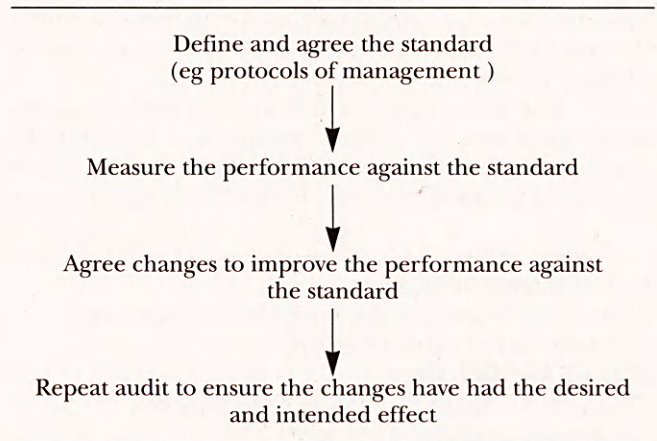 Define and agree the standard
(eg protocols of management )
Measure the performance against the standard
Agree changes to improve the performance against
the standard
Repeat audit to ensure the changes have had the desired
and intended effect